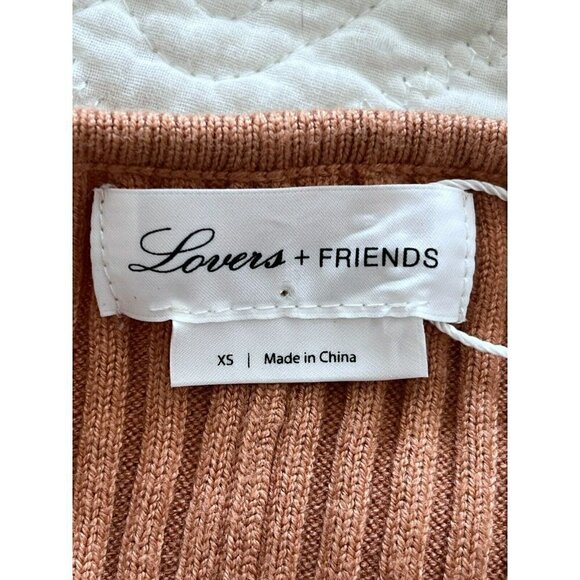 Lovers + FRIENDS
XS | Made in China